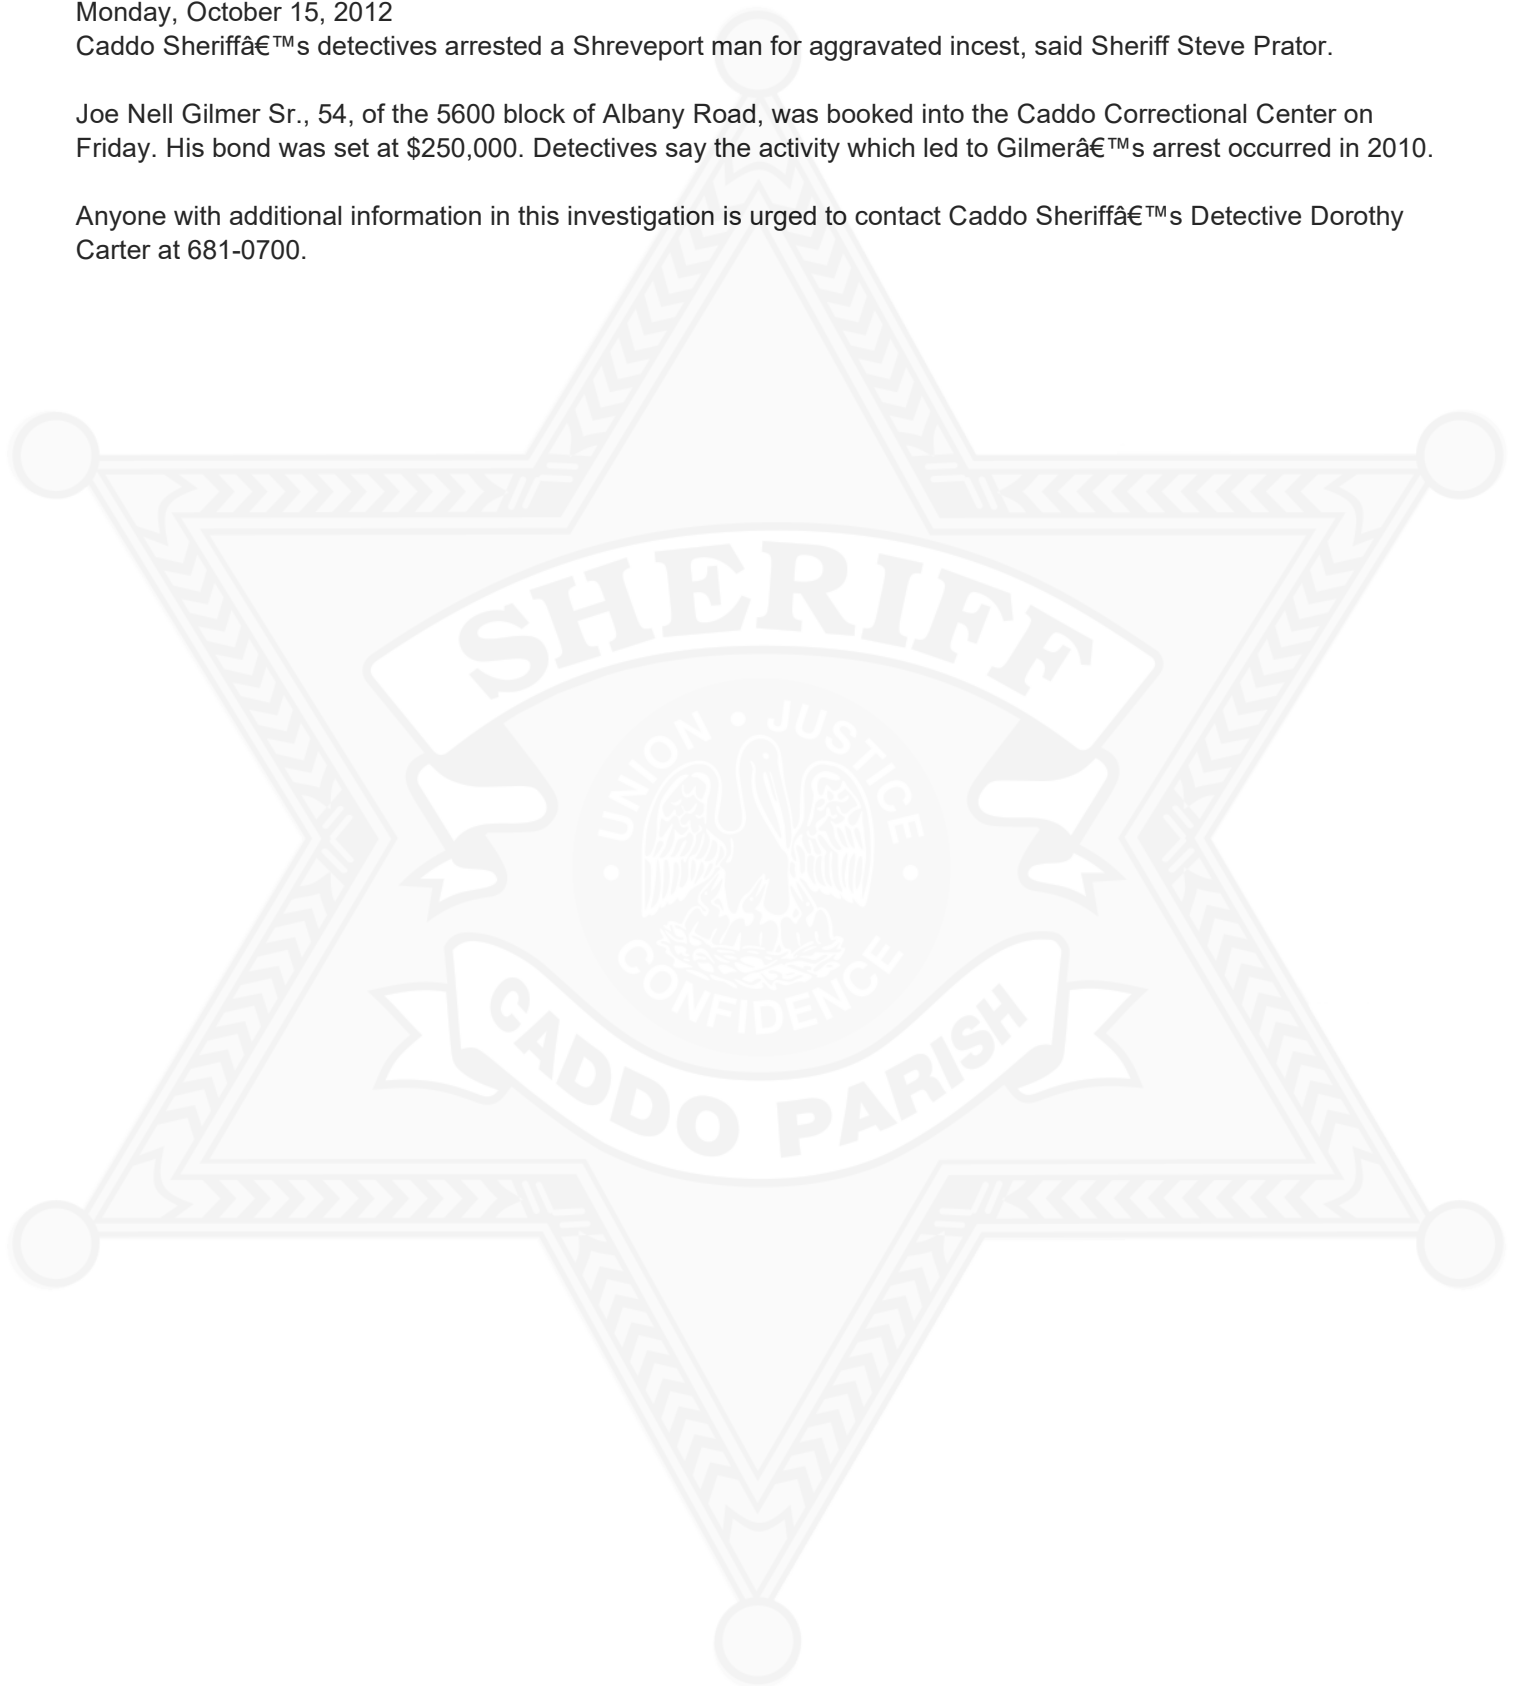 Monday, October 15, 2012
Caddo Sheriffâ€™s detectives arrested a Shreveport man for aggravated incest, said Sheriff Steve Prator.
Joe Nell Gilmer Sr., 54, of the 5600 block of Albany Road, was booked into the Caddo Correctional Center on
Friday. His bond was set at $250,000. Detectives say the activity which led to Gilmerâ€™s arrest occurred in 2010.
Anyone with additional information in this investigation is urged to contact Caddo Sheriffâ€™s Detective Dorothy
Carter at 681-0700.
SHERIFF
UNION • JUSTICE
• CONFIDENCE •
CADDO PARISH